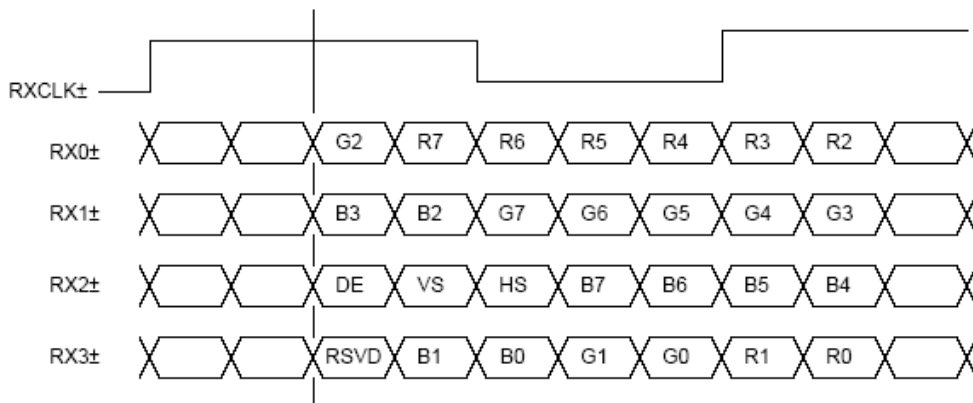 RXCLK±
RX0± G2 R7 R6 R5 R4 R3 R2
RX1± B3 B2 G7 G6 G5 G4 G3
RX2± DE VS HS B7 B6 B5 B4
RX3± RSVD B1 B0 G1 G0 R1 R0